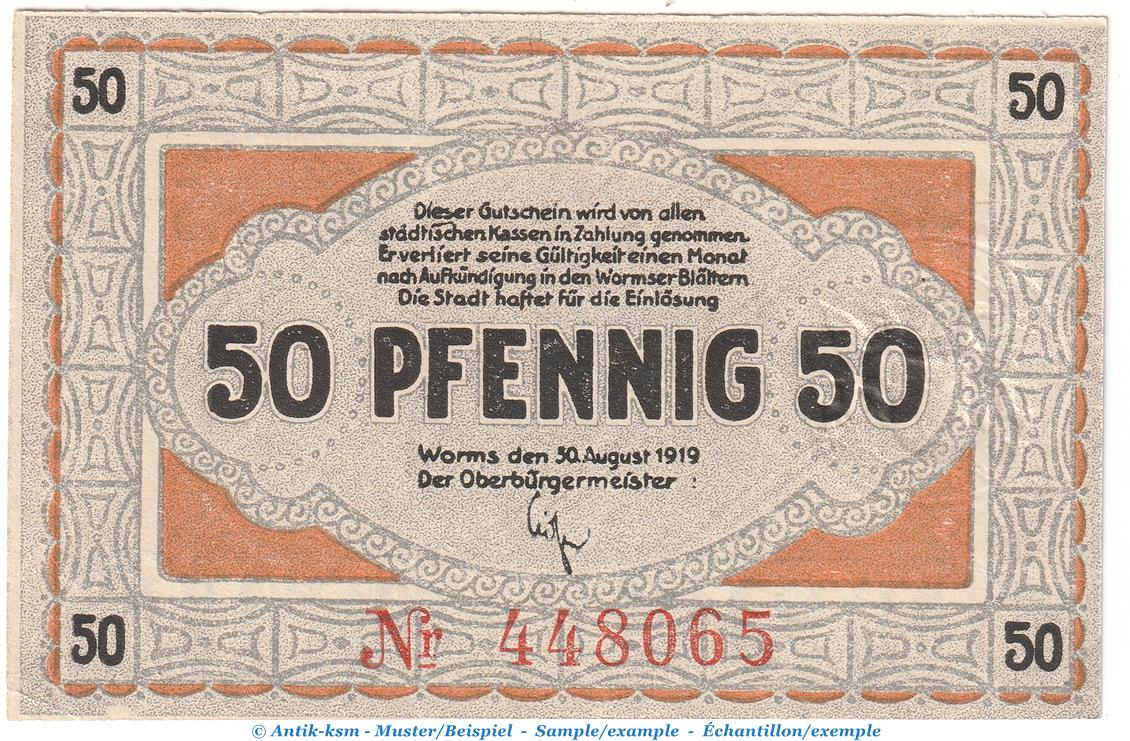 50 50
Dieser Gutschein wird von allen
städtischen Kassen in Zahlung genommen.
Er verliert seine Gültigkeit einen Monat
nach Aufkündigung in den Wormser Blättern
Die Stadt haftet für die Einlösung
50 PFENNIG 50
Worms den 30. August 1919
Der Oberbürgermeister :
50 Nr 448065 50
© Antik-ksm - Muster/Beispiel - Sample/example - Échantillon/exemple